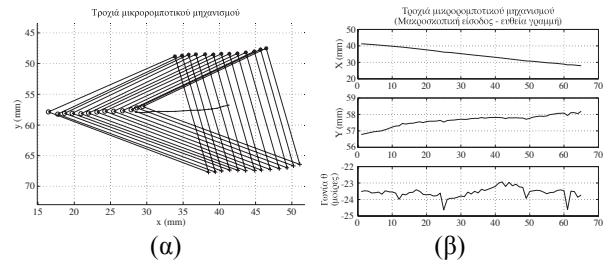 Τροχιά μικρορομποτικού μηχανισμού
40
45
50
55
60
65
70
y (mm)
15 20 25 30 35 40 45 50
x (mm)
(α)
Τροχιά μικρορομποτικού μηχανισμού
(Μακροσκοπική είσοδος - ευθεία γραμμή)
50
40
30
20
X (mm)
0 10 20 30 40 50 60 70
59
58
57
56
Y (mm)
0 10 20 30 40 50 60 70
-22
-23
-24
-25
Γωνία θ
(μοίρες)
0 10 20 30 40 50 60 70
(β)